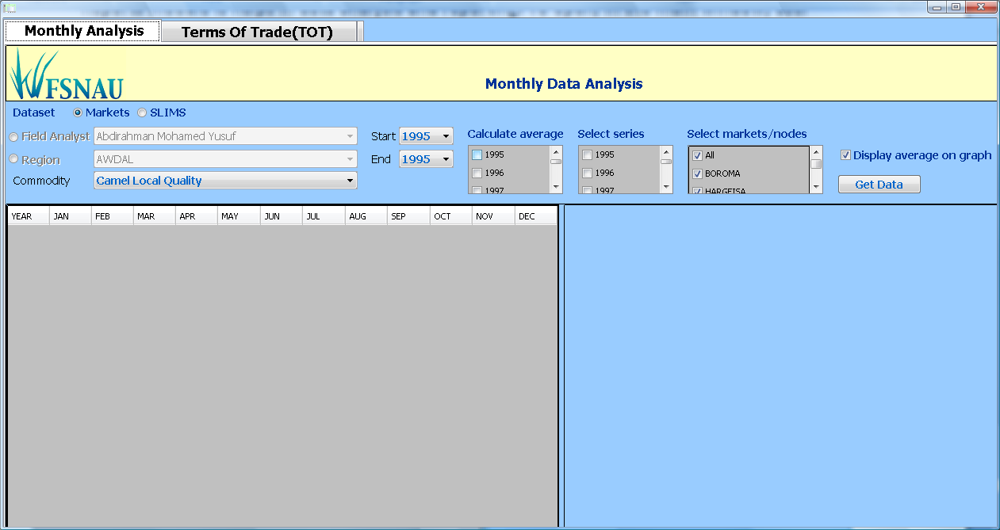 Monthly Analysis Terms Of Trade(TOT)
FSNAU
Monthly Data Analysis
Dataset Markets SLIMS
Field Analyst Abdirahman Mohamed Yusuf Start 1995 Calculate average Select series Select markets/nodes
Region AWDAL End 1995 1995 1995 All Display average on graph
Commodity Camel Local Quality 1996 1996 BOROMA Get Data
1997 1997 HARGEISA
YEAR JAN FEB MAR APR MAY JUN JUL AUG SEP OCT NOV DEC